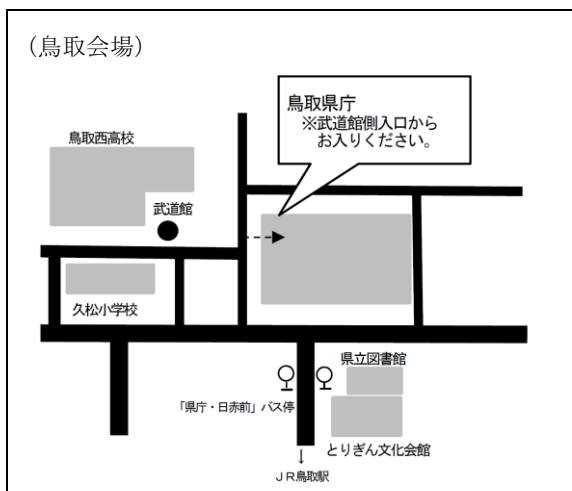 （鳥取会場）
鳥取県庁
※武道館側入口から
お入りください。
鳥取西高校
武道館
久松小学校
県立図書館
「県庁・日赤前」バス停
とりぎん文化会館
↓
ＪＲ鳥取駅